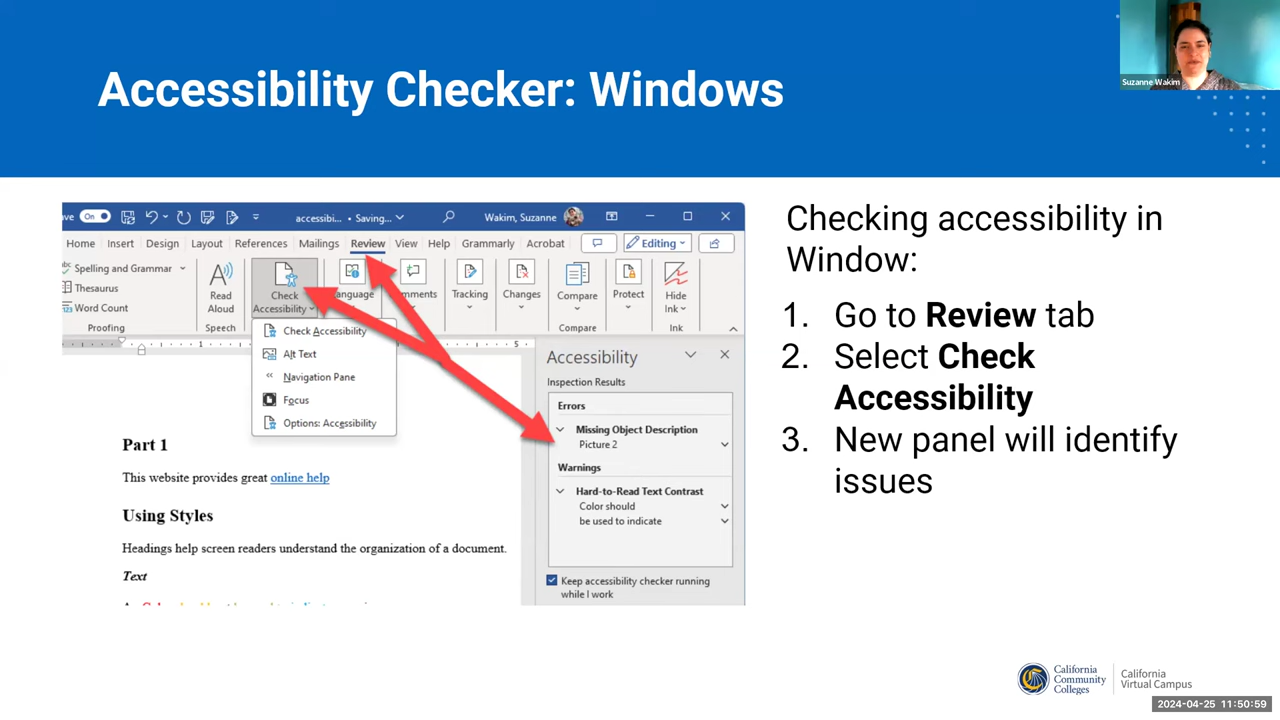 Accessibility Checker: Windows
Suzanne Wakim
ve On accessibi... • Saving... Wakim, Suzanne
Home Insert Design Layout References Mailings Review View Help Grammarly Acrobat Editing
Spelling and Grammar
Thesaurus
Word Count
Proofing
Read
Aloud
Speech
Check
Accessibility
Tracking
Changes
Compare
Compare
Protect
Hide
Ink
Ink
Check Accessibility
Alt Text
Navigation Pane
Focus
Options: Accessibility
1
5
Part 1
This website provides great online help
Using Styles
Headings help screen readers understand the organization of a document.
Text
Accessibility
Inspection Results
Errors
Missing Object Description
Picture 2
Warnings
Hard-to-Read Text Contrast
Color should
be used to indicate
Keep accessibility checker running
while I work
Checking accessibility in
Window:
1. Go to Review tab
2. Select Check
Accessibility
3. New panel will identify
issues
California
Community
Colleges
California
Virtual Campus
2024-04-25 11:50:59